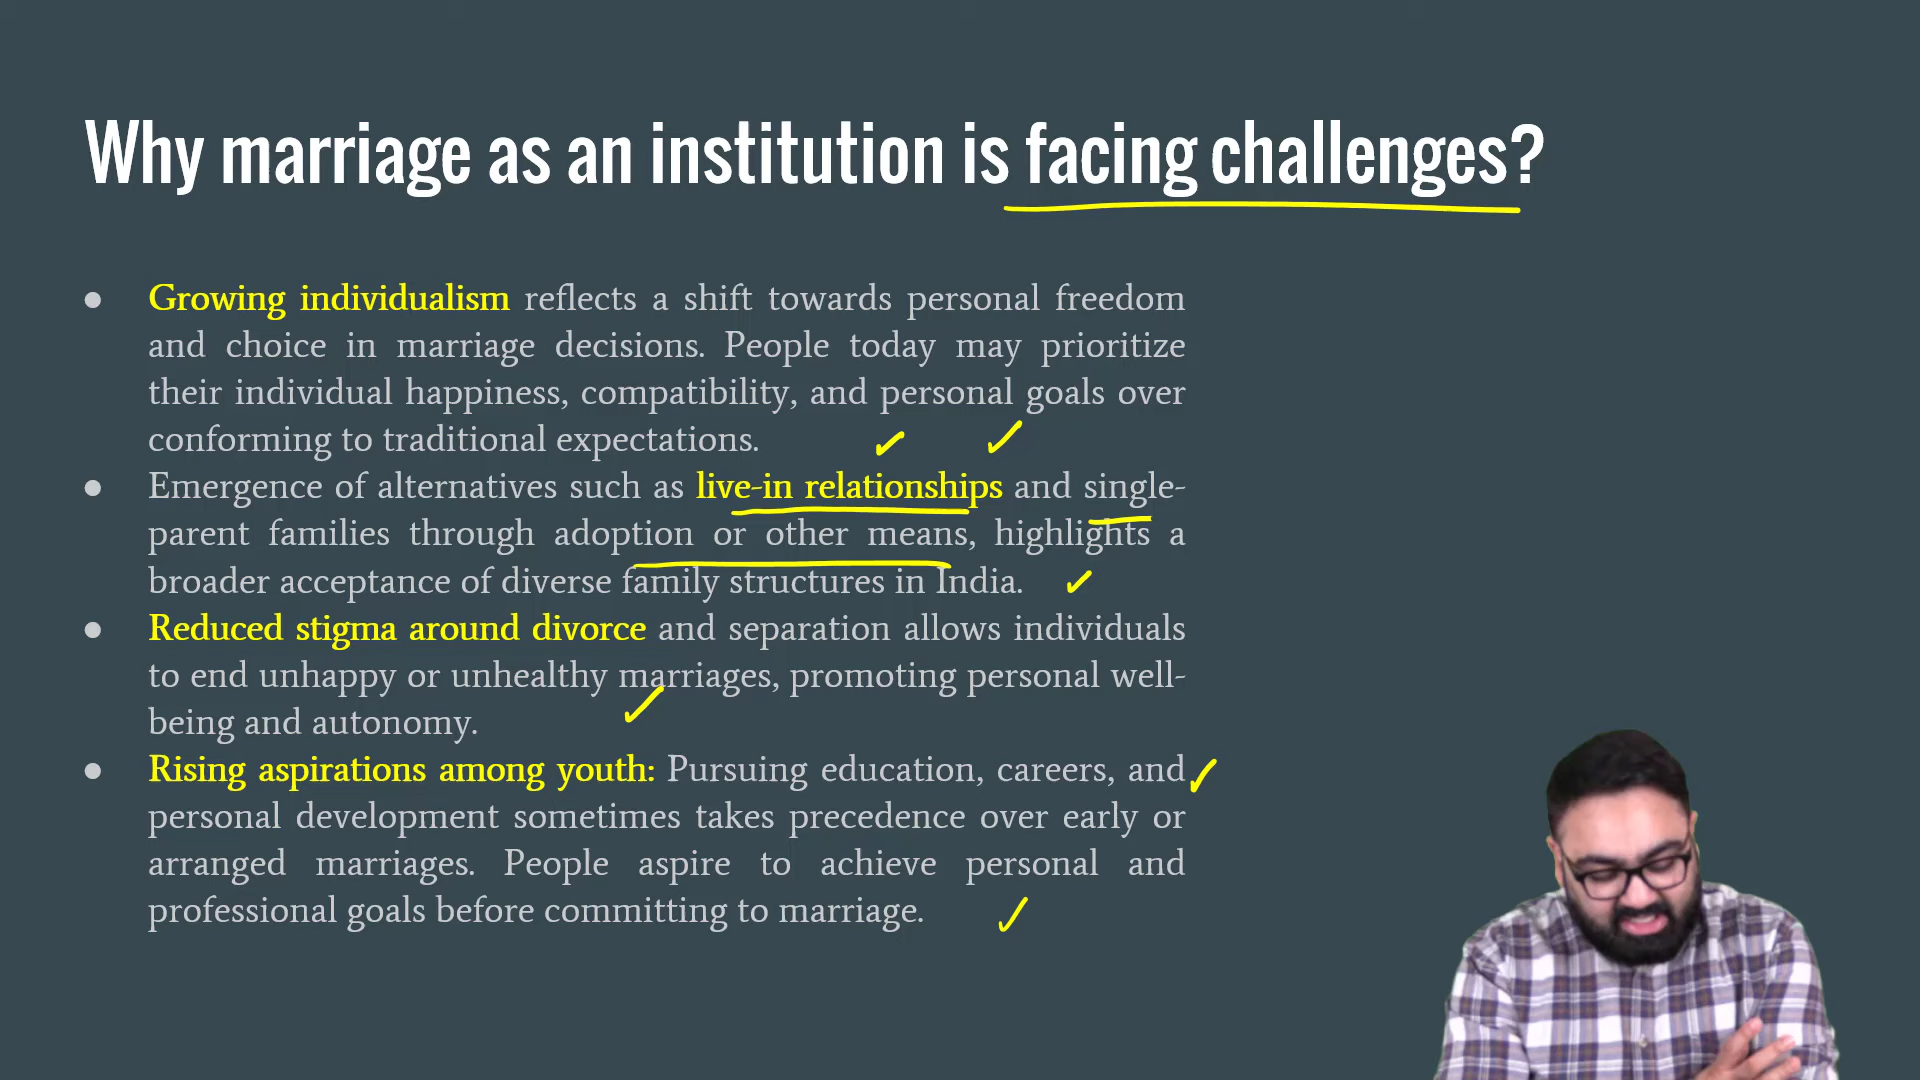 Why marriage as an institution is facing challenges?
● Growing individualism reflects a shift towards personal freedom
and choice in marriage decisions. People today may prioritize
their individual happiness, compatibility, and personal goals over
conforming to traditional expectations.
● Emergence of alternatives such as live-in relationships and single-
parent families through adoption or other means, highlights a
broader acceptance of diverse family structures in India.
● Reduced stigma around divorce and separation allows individuals
to end unhappy or unhealthy marriages, promoting personal well-
being and autonomy.
● Rising aspirations among youth: Pursuing education, careers, and
personal development sometimes takes precedence over early or
arranged marriages. People aspire to achieve personal and
professional goals before committing to marriage.